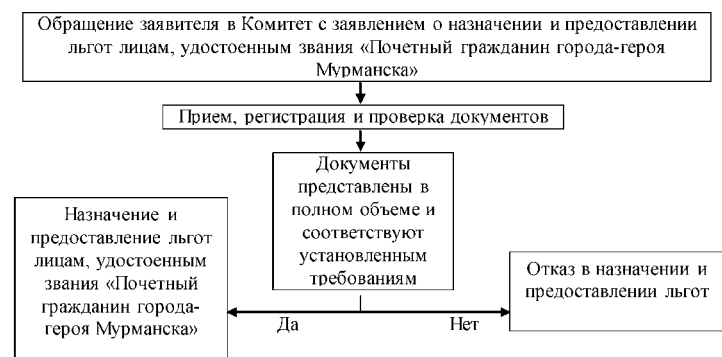 Обращение заявителя в Комитет с заявлением о назначении и предоставлении
льгот лицам, удостоенным звания «Почетный гражданин города-героя
Мурманска»
Прием, регистрация и проверка документов
Документы
представлены в
полном объеме и
соответствуют
установленным
требованиям
Назначение и
предоставление льгот
лицам, удостоенным
звания «Почетный
гражданин города-
героя Мурманска»
Отказ в назначении и
предоставлении льгот
Да
Нет